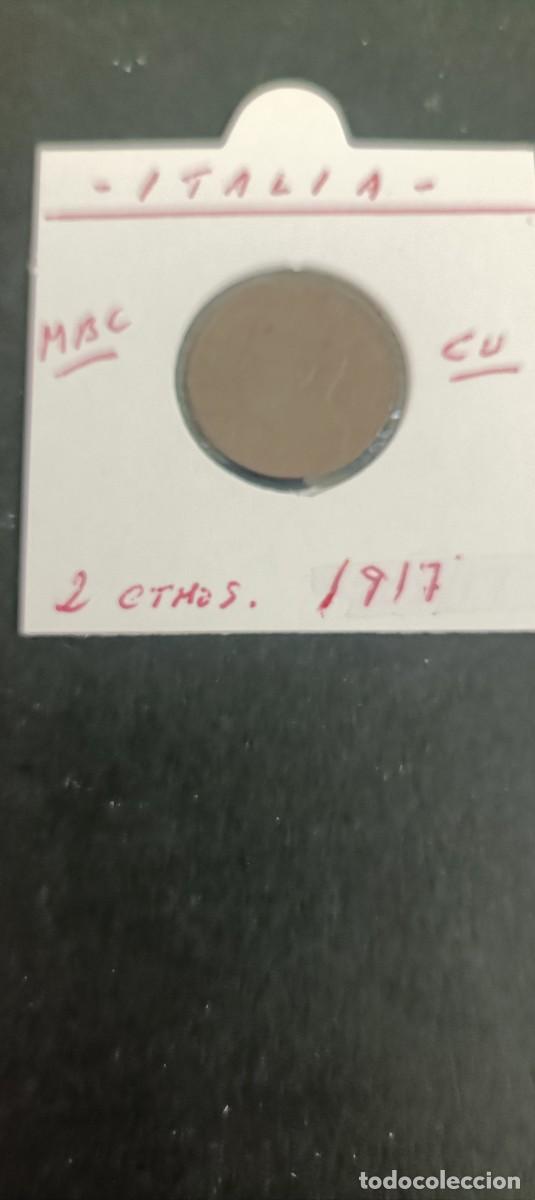 - ITALIA -
MBC
CU
2 CTMOS. 1917
todocoleccion